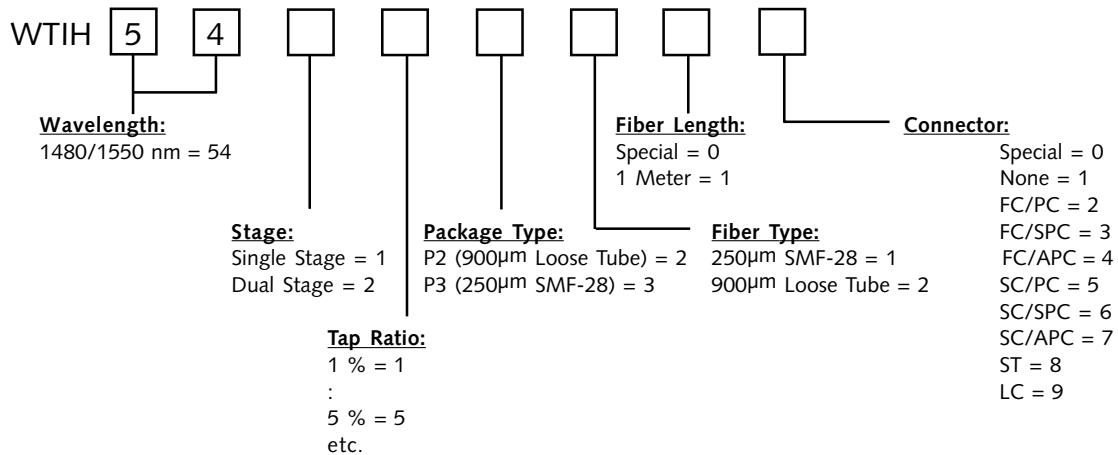 WTIH 5 4
Wavelength:
1480/1550 nm = 54
Stage:
Single Stage = 1
Dual Stage = 2
Tap Ratio:
1 % = 1
:
5 % = 5
etc.
Package Type:
P2 (900µm Loose Tube) = 2
P3 (250µm SMF-28) = 3
Fiber Type:
250µm SMF-28 = 1
900µm Loose Tube = 2
Fiber Length:
Special = 0
1 Meter = 1
Connector:
Special = 0
None = 1
FC/PC = 2
FC/SPC = 3
FC/APC = 4
SC/PC = 5
SC/SPC = 6
SC/APC = 7
ST = 8
LC = 9